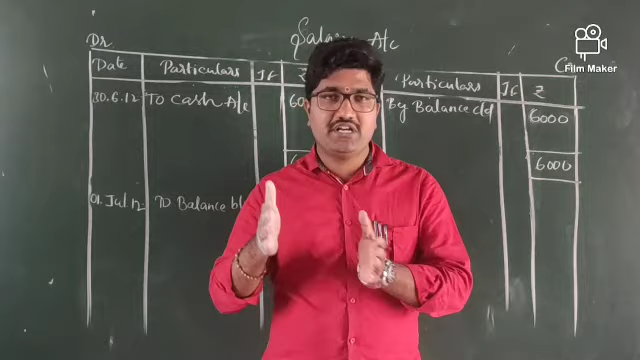 Salary A/c
Dr
Date Particulars Jf ₹ Particulars Jf ₹
30.6.12 To Cash A/c By Balance c/d 6000
6000
01.Jul 12 To Balance
Film Maker